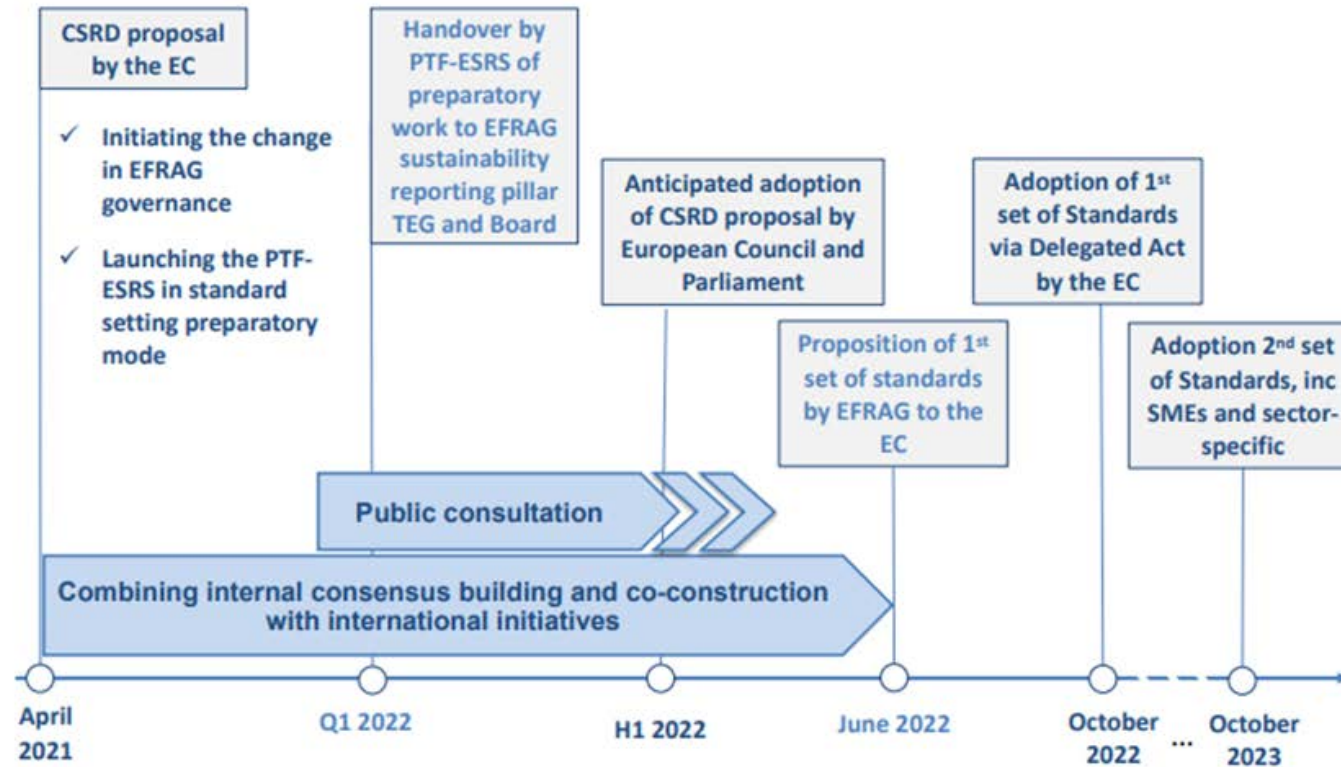 CSRD proposal
by the EC
✓ Initiating the change
in EFRAG
governance
✓ Launching the PTF-
ESRS in standard
setting preparatory
mode
Handover by
PTF-ESRS of
preparatory
work to EFRAG
sustainability
reporting pillar
TEG and Board
Anticipated adoption
of CSRD proposal by
European Council and
Parliament
Proposition of 1st
set of standards
by EFRAG to the
EC
Adoption of 1st
set of Standards
via Delegated Act
by the EC
Adoption 2nd set
of Standards, inc
SMEs and sector-
specific
Public consultation
Combining internal consensus building and co-construction
with international initiatives
April
2021
Q1 2022
H1 2022
June 2022
October
2022
...
October
2023